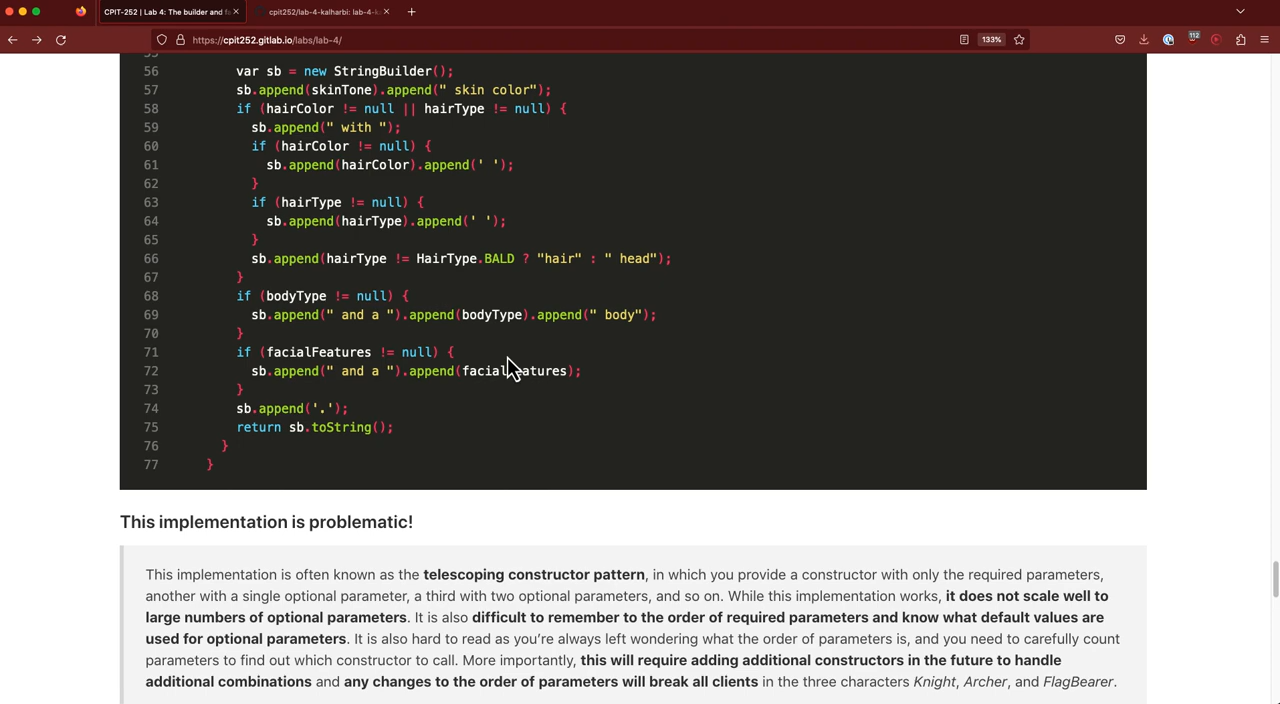 CPIT-252 | Lab 4: The builder and fa
cpit252/lab-4-kalharbi: lab-4-k
https://cpit252.gitlab.io/labs/lab-4/
133%
112
55
56 var sb = new StringBuilder();
57 sb.append(skinTone).append(" skin color");
58 if (hairColor != null || hairType != null) {
59 sb.append(" with ");
60 if (hairColor != null) {
61 sb.append(hairColor).append(' ');
62 }
63 if (hairType != null) {
64 sb.append(hairType).append(' ');
65 }
66 sb.append(hairType != HairType.BALD ? "hair" : " head");
67 }
68 if (bodyType != null) {
69 sb.append(" and a ").append(bodyType).append(" body");
70 }
71 if (facialFeatures != null) {
72 sb.append(" and a ").append(facialFeatures);
73 }
74 sb.append('.');
75 return sb.toString();
76 }
77 }
This implementation is problematic!
This implementation is often known as the telescoping constructor pattern, in which you provide a constructor with only the required parameters,
another with a single optional parameter, a third with two optional parameters, and so on. While this implementation works, it does not scale well to
large numbers of optional parameters. It is also difficult to remember to the order of required parameters and know what default values are
used for optional parameters. It is also hard to read as you're always left wondering what the order of parameters is, and you need to carefully count
parameters to find out which constructor to call. More importantly, this will require adding additional constructors in the future to handle
additional combinations and any changes to the order of parameters will break all clients in the three characters Knight, Archer, and FlagBearer.